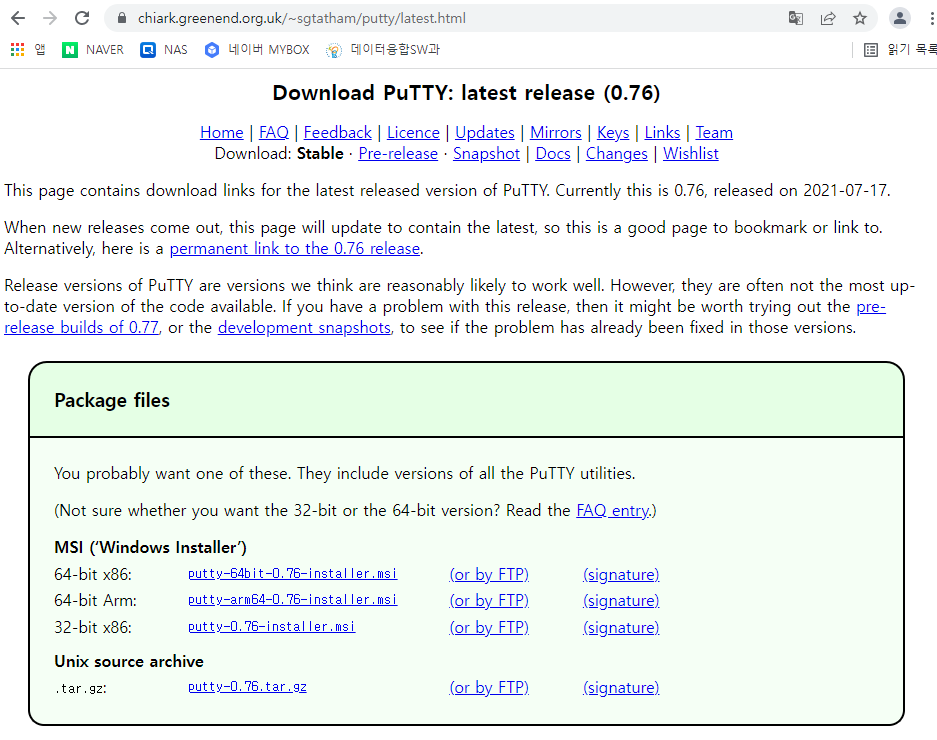 chiark.greenend.org.uk/~sgtatham/putty/latest.html
앱 NAVER NAS 네이버 MYBOX 데이터융합SW과 읽기 목록
Download PuTTY: latest release (0.76)
Home | FAQ | Feedback | Licence | Updates | Mirrors | Keys | Links | Team
Download: Stable · Pre-release · Snapshot | Docs | Changes | Wishlist
This page contains download links for the latest released version of PuTTY. Currently this is 0.76, released on 2021-07-17.
When new releases come out, this page will update to contain the latest, so this is a good page to bookmark or link to.
Alternatively, here is a permanent link to the 0.76 release.
Release versions of PuTTY are versions we think are reasonably likely to work well. However, they are often not the most up-
to-date version of the code available. If you have a problem with this release, then it might be worth trying out the pre-
release builds of 0.77, or the development snapshots, to see if the problem has already been fixed in those versions.
Package files
You probably want one of these. They include versions of all the PuTTY utilities.
(Not sure whether you want the 32-bit or the 64-bit version? Read the FAQ entry.)
MSI (‘Windows Installer’)
64-bit x86: putty-64bit-0.76-installer.msi (or by FTP) (signature)
64-bit Arm: putty-arm64-0.76-installer.msi (or by FTP) (signature)
32-bit x86: putty-0.76-installer.msi (or by FTP) (signature)
Unix source archive
.tar.gz: putty-0.76.tar.gz (or by FTP) (signature)